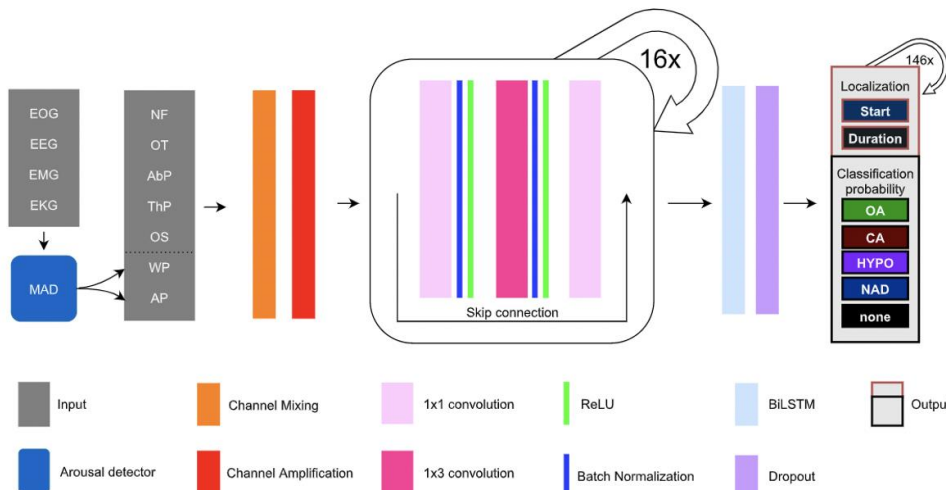 16x
146x
EOG
EEG
EMG
EKG
MAD
NF
OT
AbP
ThP
OS
WP
AP
Skip connection
Localization
Start
Duration
Classification
probability
OA
CA
HYPO
NAD
none
Input
Channel Mixing
1x1 convolution
ReLU
BiLSTM
Output
Arousal detector
Channel Amplification
1x3 convolution
Batch Normalization
Dropout